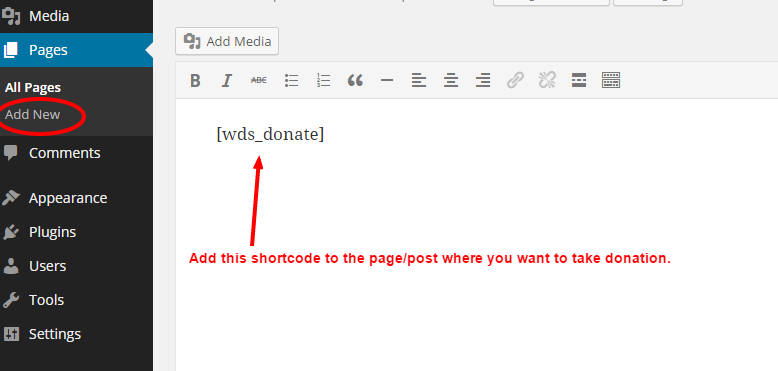 Media
Pages
All Pages
Add New
Comments
Appearance
Plugins
Users
Tools
Settings
Add Media
B I ABC
[wds_donate]
Add this shortcode to the page/post where you want to take donation.